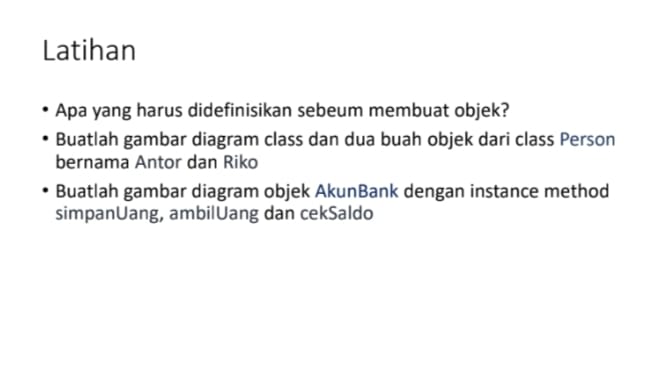 Latihan
• Apa yang harus didefinisikan sebeum membuat objek?
• Buatlah gambar diagram class dan dua buah objek dari class Person
bernama Antor dan Riko
• Buatlah gambar diagram objek AkunBank dengan instance method
simpanUang, ambilUang dan cekSaldo